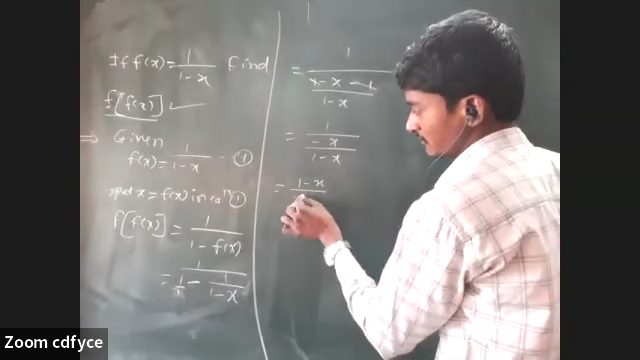 If f(x) = 1/(1-x) Find
f[f(x)]
⇒ Given
f(x) = 1/(1-x) -- ①
put x = f(x) in eqn ①
f[f(x)] = 1/(1 - f(x))
= 1/(1/1 - 1/(1-x))
= 1/((1 - x - 1)/(1-x))
= 1/((-x)/(1-x))
= (1-x)/
Zoom cdfyce